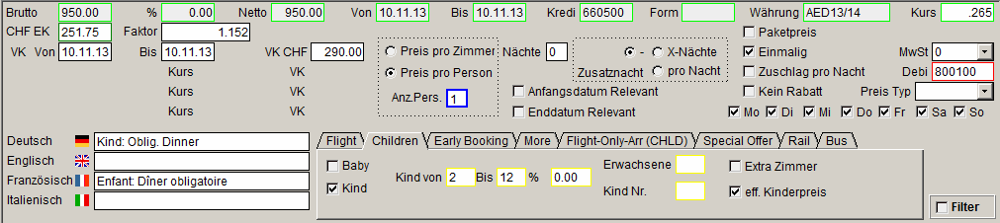 Brutto 950.00 % 0.00 Netto 950.00 Von 10.11.13 Bis 10.11.13 Kredi 660500 Form Währung AED13/14 Kurs .265
CHF EK 251.75 Faktor 1.152 Paketpreis
VK Von 10.11.13 Bis 10.11.13 VK CHF 290.00 Preis pro Zimmer Nächte 0 - X-Nächte Einmalig MwSt 0
Kurs VK Preis pro Person Zusatznacht pro Nacht Zuschlag pro Nacht Debi 800100
Kurs VK Anz.Pers. 1 Anfangsdatum Relevant Kein Rabatt Preis Typ
Kurs VK Enddatum Relevant Mo Di Mi Do Fr Sa So
Deutsch Kind: Oblig. Dinner Flight Children Early Booking More Flight-Only-Arr (CHLD) Special Offer Rail Bus
Englisch Baby Erwachsene Extra Zimmer
Französisch Enfant: Dîner obligatoire Kind Kind von 2 Bis 12 % 0.00 Kind Nr. eff. Kinderpreis
Italienisch Filter